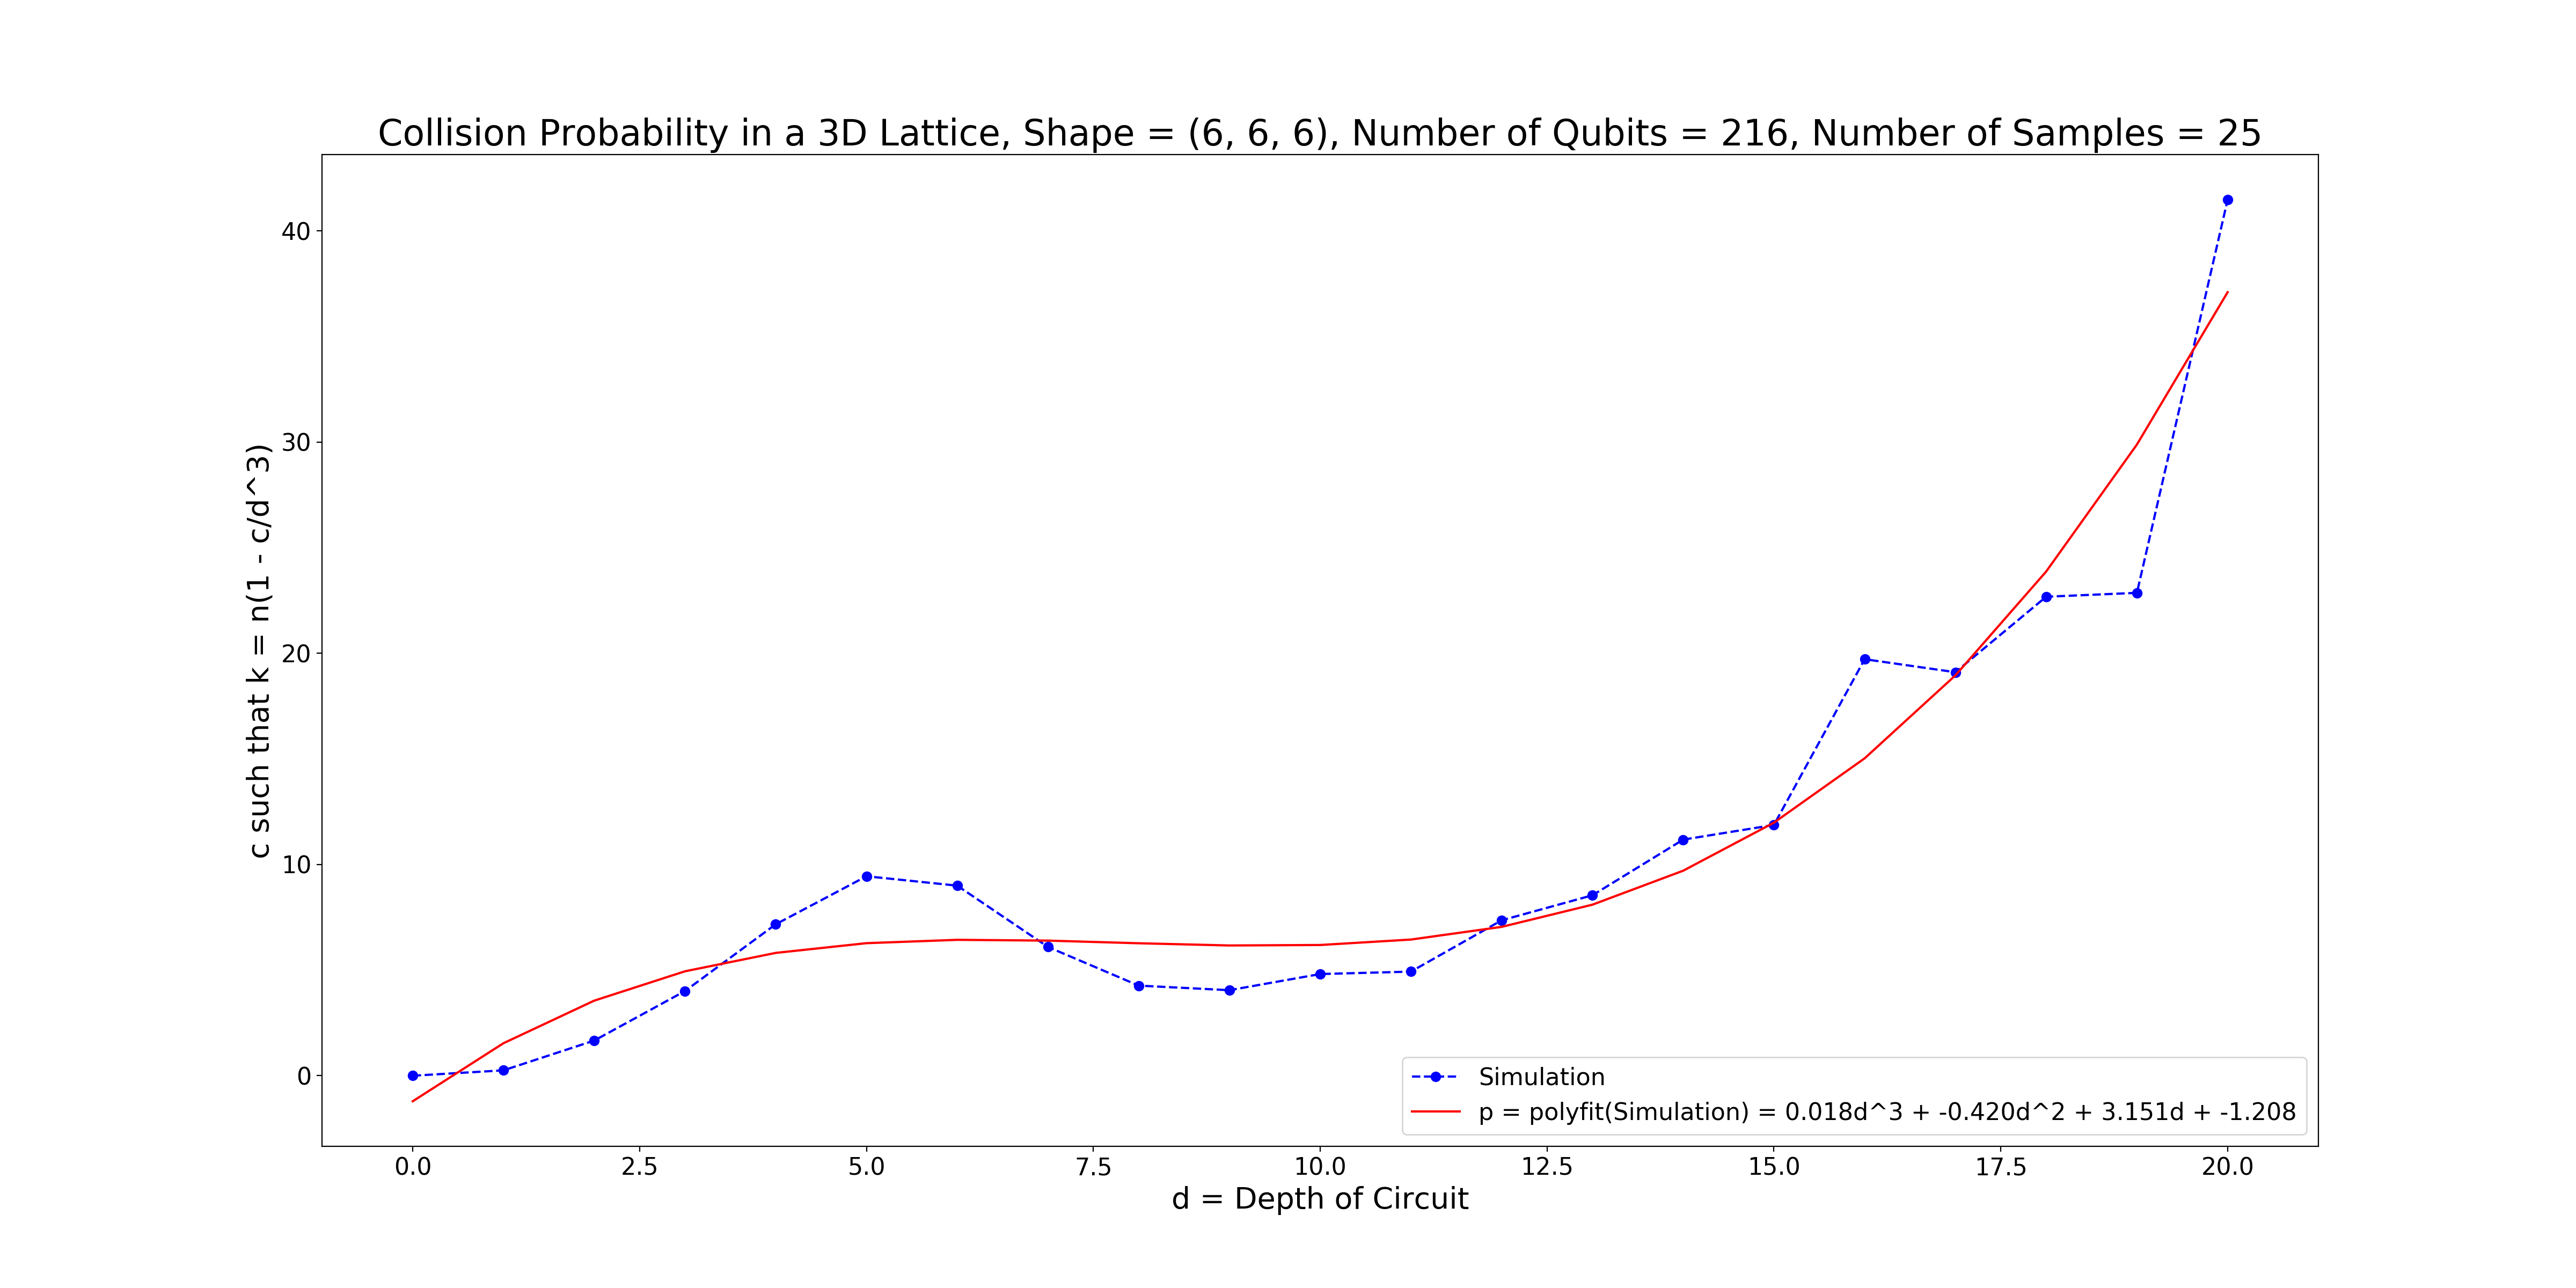 Collision Probability in a 3D Lattice, Shape = (6, 6, 6), Number of Qubits = 216, Number of Samples = 25
c such that k = n(1 - c/d^3)
40
30
20
10
0
Simulation
p = polyfit(Simulation) = 0.018d^3 + -0.420d^2 + 3.151d + -1.208
0.0 2.5 5.0 7.5 10.0 12.5 15.0 17.5 20.0
d = Depth of Circuit